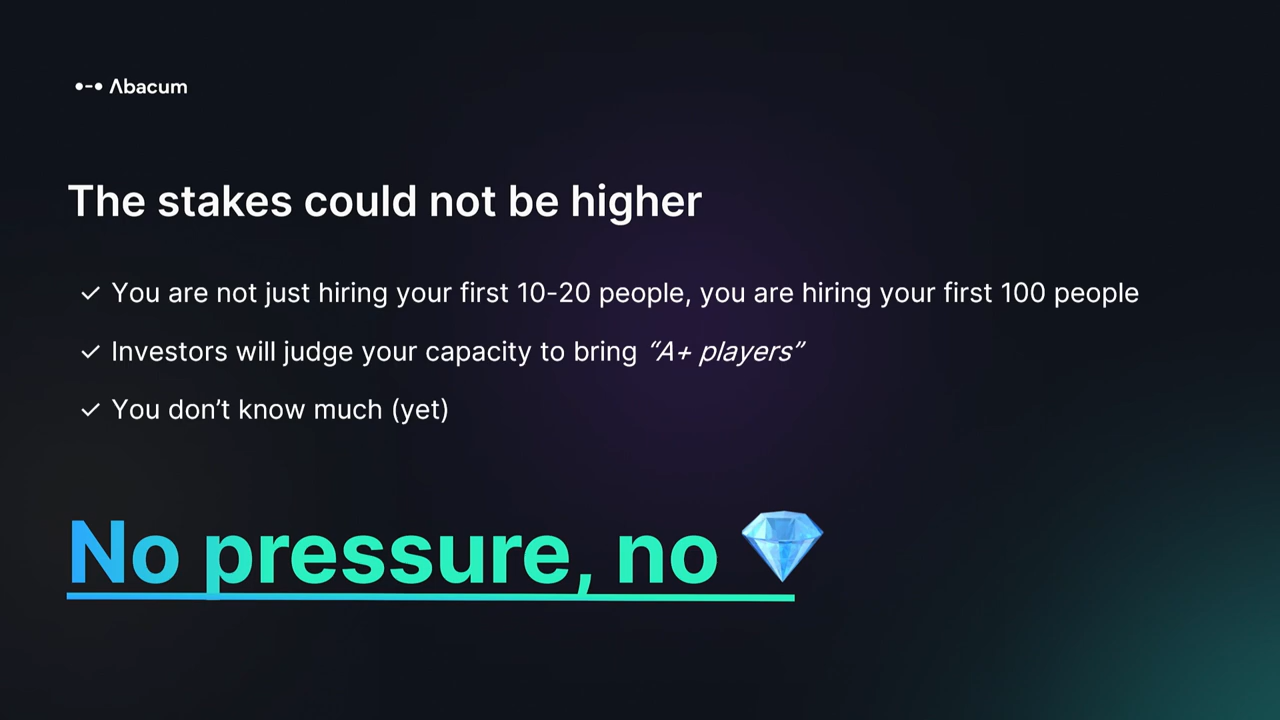 Abacum
The stakes could not be higher
You are not just hiring your first 10-20 people, you are hiring your first 100 people
Investors will judge your capacity to bring “A+ players”
You don’t know much (yet)
No pressure, no 💎